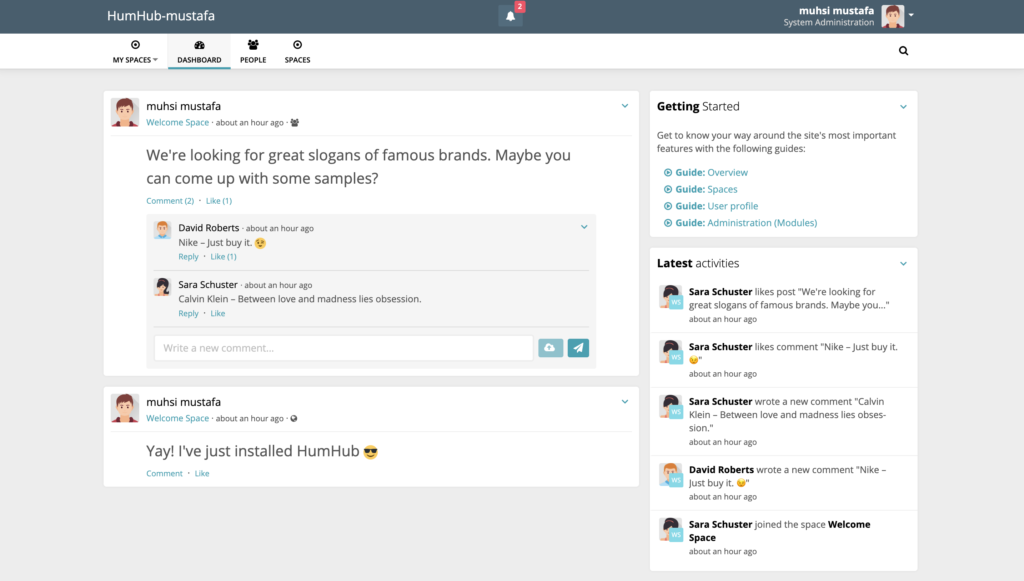 HumHub-mustafa
2
muhsi mustafa
System Administration
MY SPACES
DASHBOARD
PEOPLE
SPACES
muhsi mustafa
Welcome Space · about an hour ago ·
We're looking for great slogans of famous brands. Maybe you
can come up with some samples?
Comment (2) · Like (1)
David Roberts · about an hour ago
Nike – Just buy it. 😉
Reply · Like (1)
Sara Schuster · about an hour ago
Calvin Klein – Between love and madness lies obsession.
Reply · Like
Write a new comment...
muhsi mustafa
Welcome Space · about an hour ago ·
Yay! I've just installed HumHub 😎
Comment · Like
Getting Started
Get to know your way around the site's most important
features with the following guides:
Guide: Overview
Guide: Spaces
Guide: User profile
Guide: Administration (Modules)
Latest activities
WS
Sara Schuster likes post "We're looking for
great slogans of famous brands. Maybe you..."
about an hour ago
WS
Sara Schuster likes comment "Nike – Just buy it.
😉"
about an hour ago
WS
Sara Schuster wrote a new comment "Calvin
Klein – Between love and madness lies obses-
sion."
about an hour ago
WS
David Roberts wrote a new comment "Nike –
Just buy it. 😉"
about an hour ago
WS
Sara Schuster joined the space Welcome
Space
about an hour ago